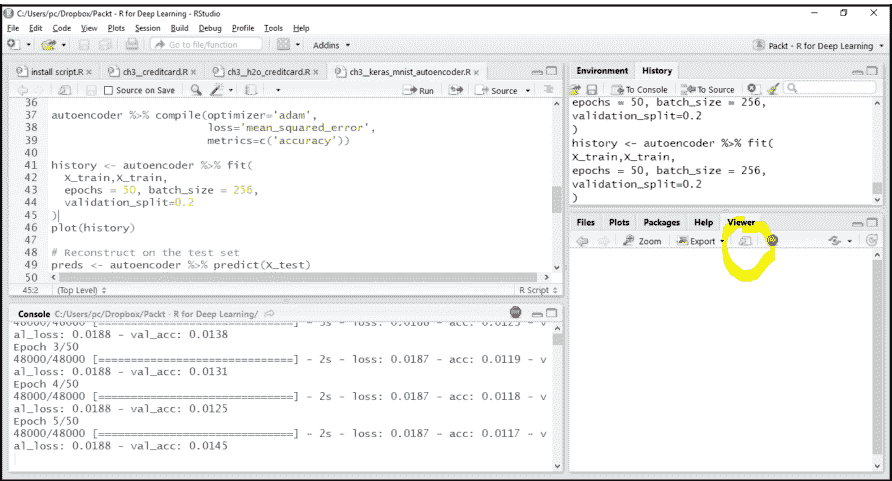 C:/Users/pc/Dropbox/Packt - R for Deep Learning - RStudio
File Edit Code View Plots Session Build Debug Profile Tools Help
Go to file/function Addins Packt - R for Deep Learning
install script.R ch3__creditcard.R ch3_h2o_creditcard.R ch3__keras_mnist_autoencoder.R
Source on Save Run Source
36
37 autoencoder %>% compile(optimizer='adam',
38 loss='mean_squared_error',
39 metrics=c('accuracy'))
40
41 history <- autoencoder %>% fit(
42 X_train,X_train,
43 epochs = 50, batch_size = 256,
44 validation_split=0.2
45 )
46 plot(history)
47
48 # Reconstruct on the test set
49 preds <- autoencoder %>% predict(X_test)
50
45:2 (Top Level) R Script
Console C:/Users/pc/Dropbox/Packt - R for Deep Learning/
al_loss: 0.0188 - val_acc: 0.0138
Epoch 3/50
48000/48000 [==============================] - 2s - loss: 0.0187 - acc: 0.0119 - v
al_loss: 0.0188 - val_acc: 0.0131
Epoch 4/50
48000/48000 [==============================] - 2s - loss: 0.0187 - acc: 0.0118 - v
al_loss: 0.0188 - val_acc: 0.0125
Epoch 5/50
48000/48000 [==============================] - 2s - loss: 0.0187 - acc: 0.0117 - v
al_loss: 0.0188 - val_acc: 0.0145
Environment History
To Console To Source
epochs = 50, batch_size = 256,
validation_split=0.2
)
history <- autoencoder %>% fit(
X_train,X_train,
epochs = 50, batch_size = 256,
validation_split=0.2
)
Files Plots Packages Help Viewer
Zoom Export